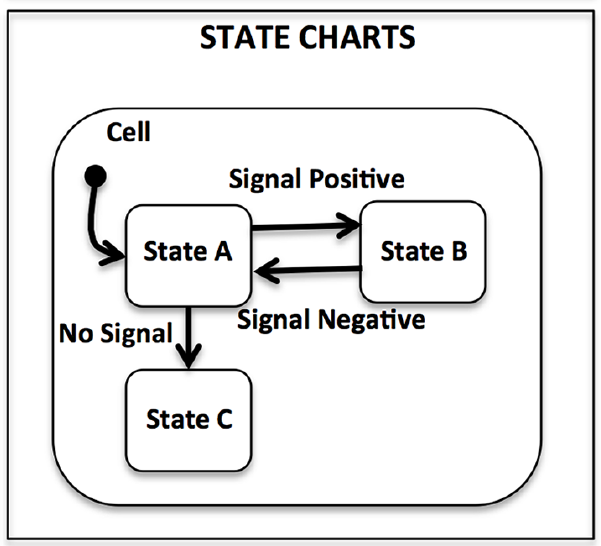 STATE CHARTS
Cell
Signal Positive
State A
State B
Signal Negative
No Signal
State C